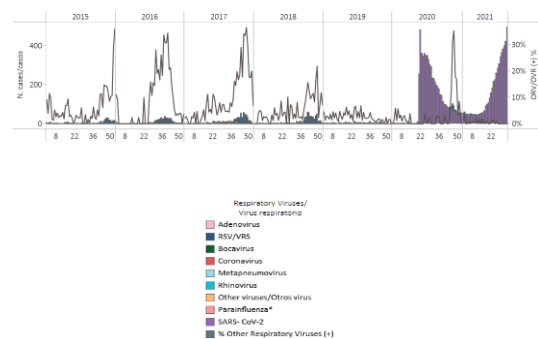 2015 2016 2017 2018 2019 2020 2021
400
200
0
N. cases/casos
30%
20%
10%
0%
ORV/OVR (+) %
8 22 36 50 8 22 36 50 8 22 36 50 8 22 36 50 8 22 36 50 8 22 36 50 8 22
Respiratory Viruses/
Virus respiratorio
Adenovirus
RSV/VRS
Bocavirus
Coronavirus
Metapneumovirus
Rhinovirus
Other viruses/Otros virus
Parainfluenza*
SARS- CoV-2
% Other Respiratory Viruses (+)